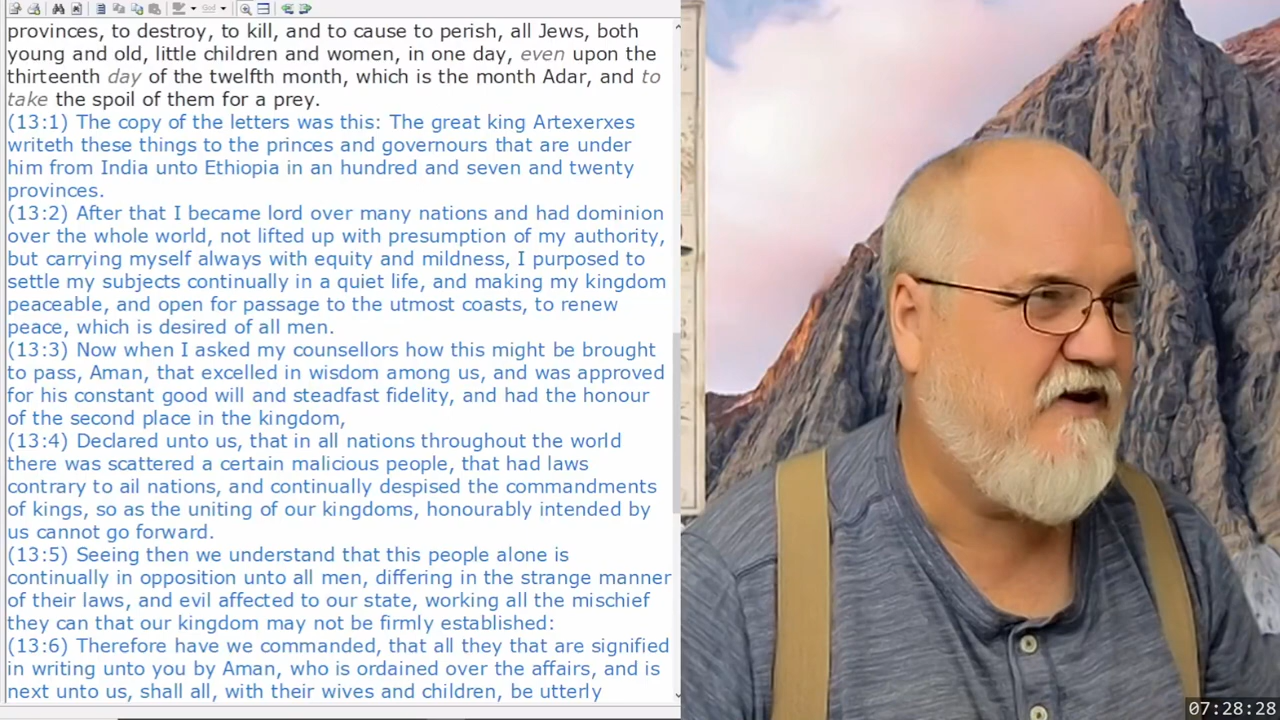 provinces, to destroy, to kill, and to cause to perish, all Jews, both
young and old, little children and women, in one day, even upon the
thirteenth day of the twelfth month, which is the month Adar, and to
take the spoil of them for a prey.
(13:1) The copy of the letters was this: The great king Artexerxes
writeth these things to the princes and governours that are under
him from India unto Ethiopia in an hundred and seven and twenty
provinces.
(13:2) After that I became lord over many nations and had dominion
over the whole world, not lifted up with presumption of my authority,
but carrying myself always with equity and mildness, I purposed to
settle my subjects continually in a quiet life, and making my kingdom
peaceable, and open for passage to the utmost coasts, to renew
peace, which is desired of all men.
(13:3) Now when I asked my counsellors how this might be brought
to pass, Aman, that excelled in wisdom among us, and was approved
for his constant good will and steadfast fidelity, and had the honour
of the second place in the kingdom,
(13:4) Declared unto us, that in all nations throughout the world
there was scattered a certain malicious people, that had laws
contrary to ail nations, and continually despised the commandments
of kings, so as the uniting of our kingdoms, honourably intended by
us cannot go forward.
(13:5) Seeing then we understand that this people alone is
continually in opposition unto all men, differing in the strange manner
of their laws, and evil affected to our state, working all the mischief
they can that our kingdom may not be firmly established:
(13:6) Therefore have we commanded, that all they that are signified
in writing unto you by Aman, who is ordained over the affairs, and is
next unto us, shall all, with their wives and children, be utterly
07:28:28